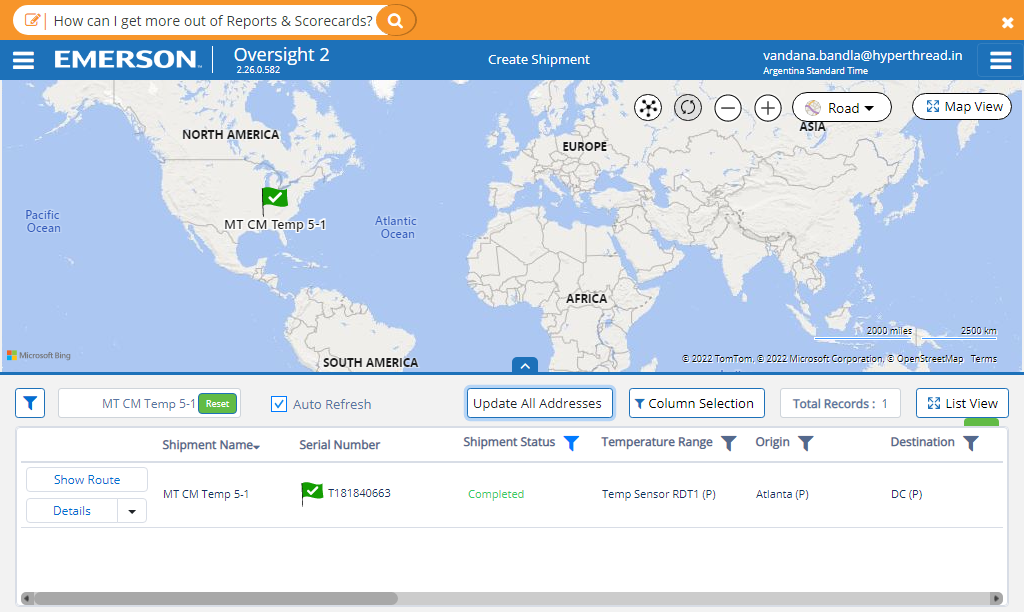 How can I get more out of Reports & Scorecards?
EMERSON
Oversight 2
2.26.0.582
Create Shipment
vandana.bandla@hyperthread.in
Argentina Standard Time
Road
Map View
NORTH AMERICA
EUROPE
ASIA
Pacific
Ocean
MT CM Temp 5-1
Atlantic
Ocean
AFRICA
SOUTH AMERICA
2000 miles
2500 km
Microsoft Bing
© 2022 TomTom, © 2022 Microsoft Corporation, © OpenStreetMap Terms
MT CM Temp 5-1
Reset
Auto Refresh
Update All Addresses
Column Selection
Total Records : 1
List View
Shipment Name
Serial Number
Shipment Status
Temperature Range
Origin
Destination
Show Route
Details
MT CM Temp 5-1
T181840663
Completed
Temp Sensor RDT1 (P)
Atlanta (P)
DC (P)